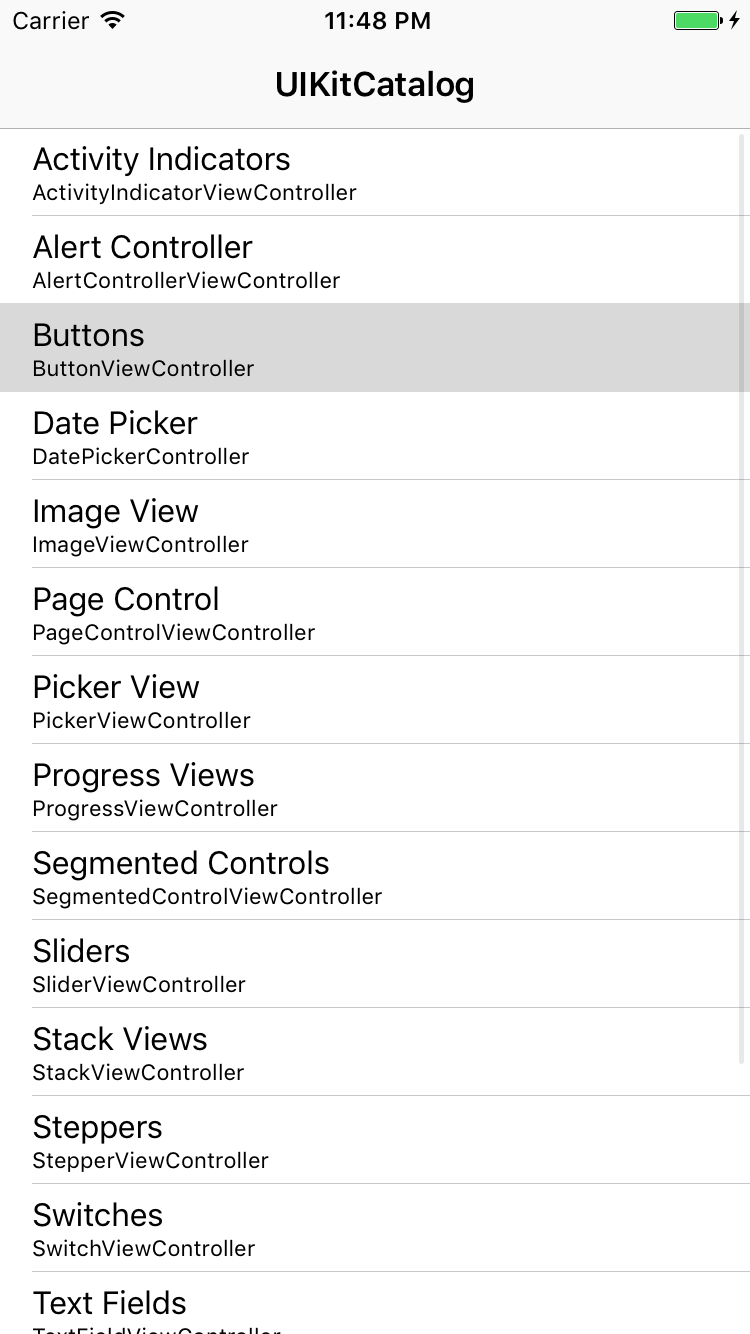 Carrier 11:48 PM
UIKitCatalog
Activity Indicators
ActivityIndicatorViewController
Alert Controller
AlertControllerViewController
Buttons
ButtonViewController
Date Picker
DatePickerController
Image View
ImageViewController
Page Control
PageControlViewController
Picker View
PickerViewController
Progress Views
ProgressViewController
Segmented Controls
SegmentedControlViewController
Sliders
SliderViewController
Stack Views
StackViewController
Steppers
StepperViewController
Switches
SwitchViewController
Text Fields
TextFieldViewController